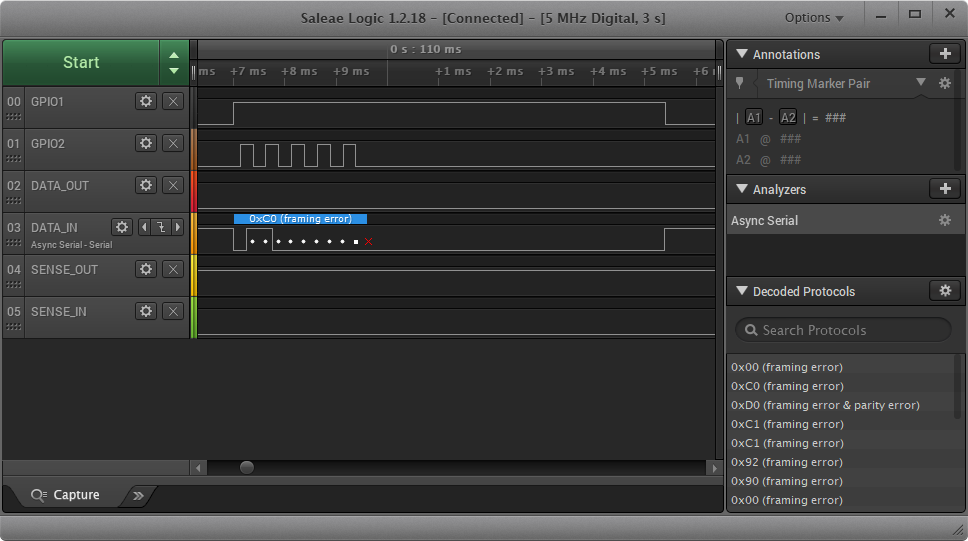 Saleae Logic 1.2.18 - [Connected] - [5 MHz Digital, 3 s]
Options
Start
0 s : 110 ms
ms +7 ms +8 ms +9 ms +1 ms +2 ms +3 ms +4 ms +5 ms +6
00 GPIO1
01 GPIO2
02 DATA_OUT
03 DATA_IN
Async Serial - Serial
0xC0 (framing error)
04 SENSE_OUT
05 SENSE_IN
Capture
Annotations
Timing Marker Pair
| A1 - A2 | = ###
A1 @ ###
A2 @ ###
Analyzers
Async Serial
Decoded Protocols
Search Protocols
0x00 (framing error)
0xC0 (framing error)
0xD0 (framing error & parity error)
0xC1 (framing error)
0xC1 (framing error)
0x92 (framing error)
0x90 (framing error)
0x00 (framing error)